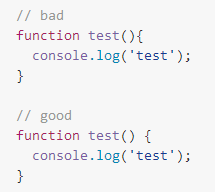 // bad
function test(){
  console.log('test');
}

// good
function test() {
  console.log('test');
}